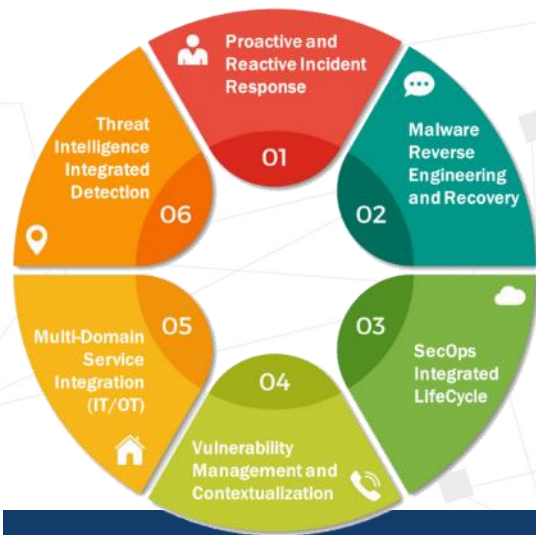 Proactive and
Reactive Incident
Response
01
Malware
Reverse
Engineering
and Recovery
02
SecOps
Integrated
LifeCycle
03
Vulnerability
Management and
Contextualization
04
Multi-Domain
Service
Integration
(IT/OT)
05
Threat
Intelligence
Integrated
Detection
06